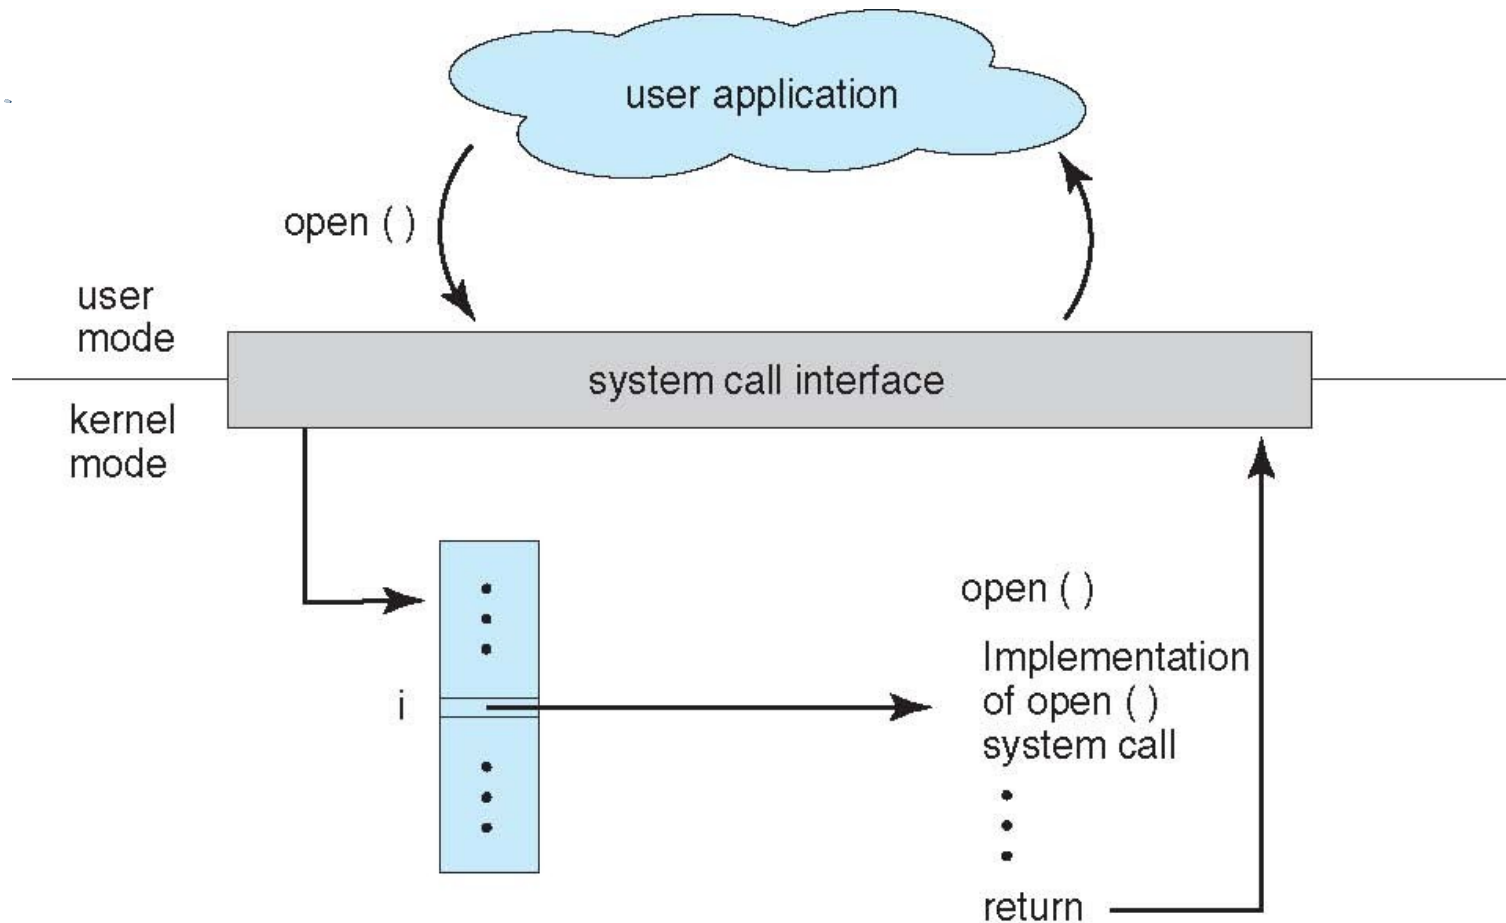 user application
open ( )
user
mode
system call interface
kernel
mode
open ( )
Implementation
of open ( )
system call
i
return